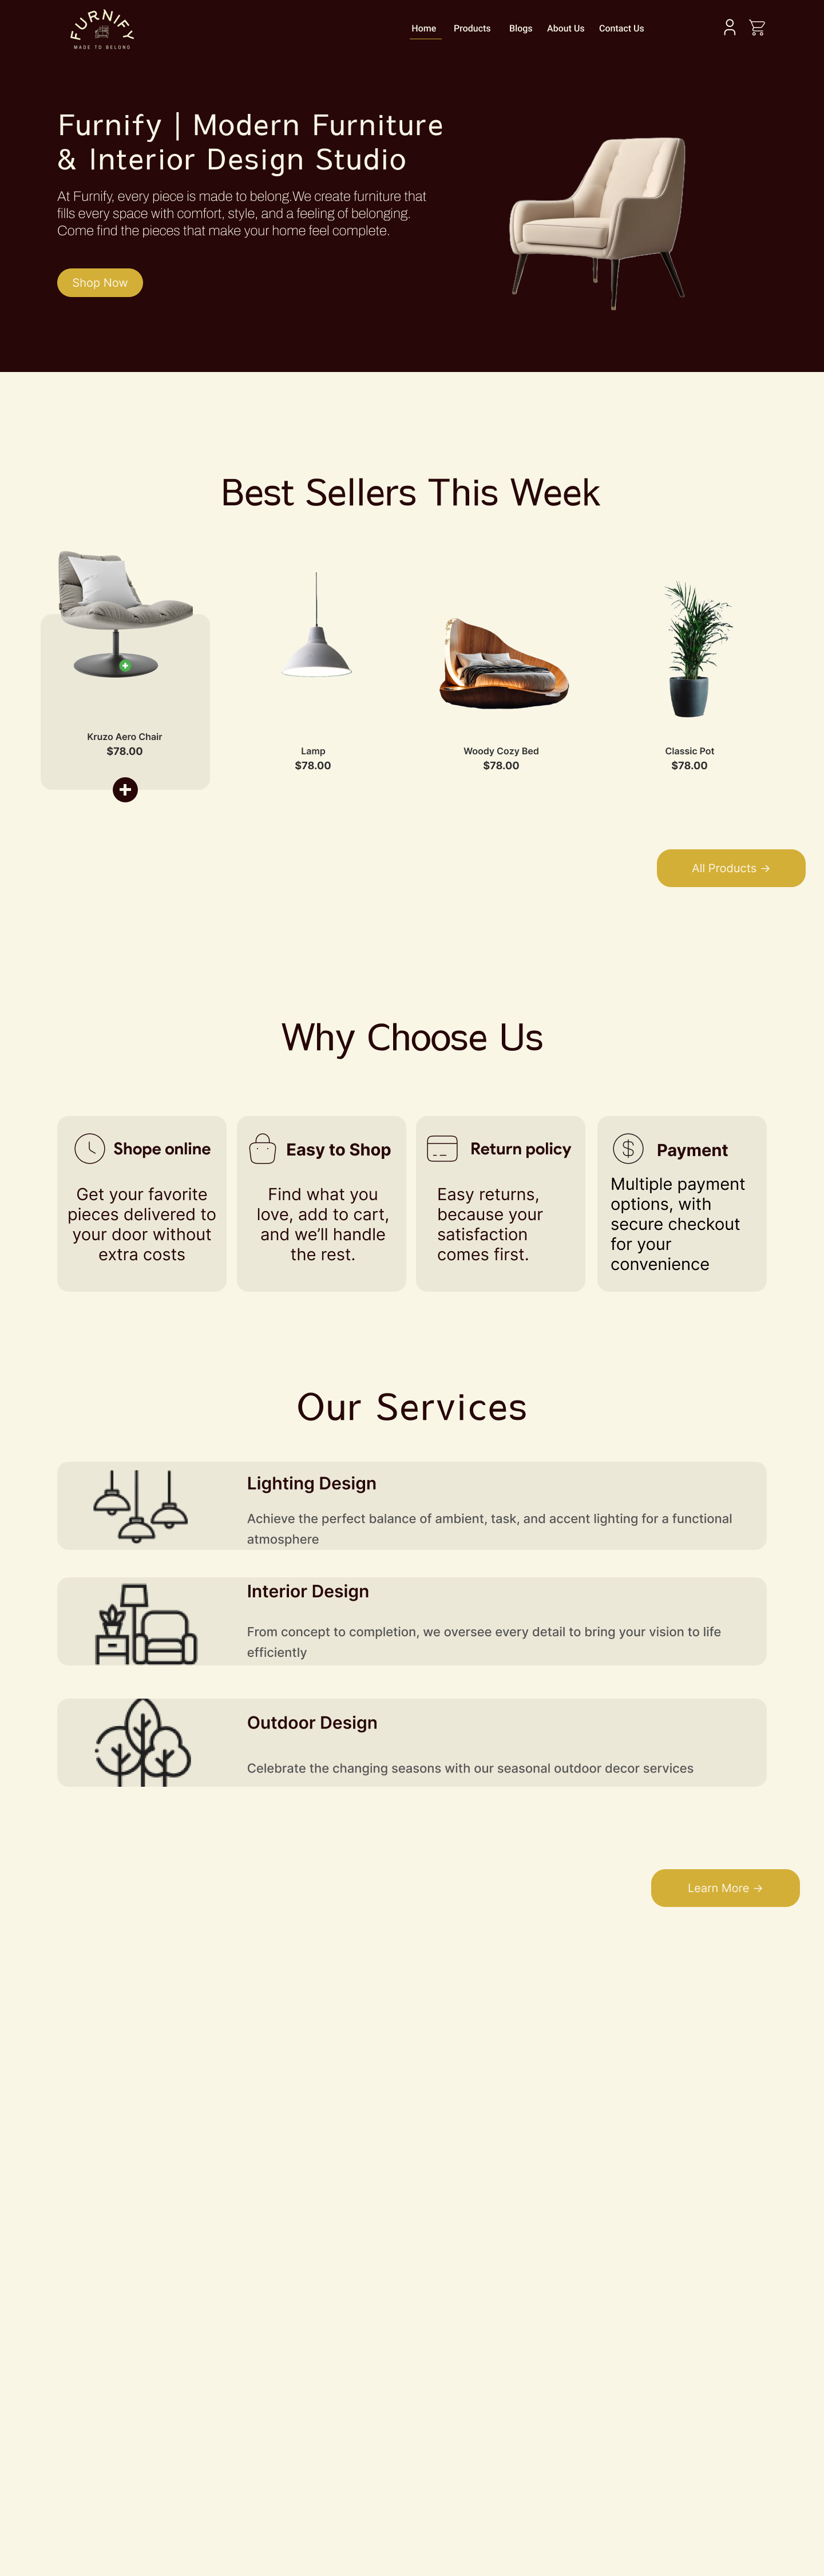 FURNIFY
MADE TO BELONG
Home Products Blogs About Us Contact Us
Furnify | Modern Furniture
& Interior Design Studio
At Furnify, every piece is made to belong.We create furniture that
fills every space with comfort, style, and a feeling of belonging.
Come find the pieces that make your home feel complete.
Shop Now
Best Sellers This Week
Kruzo Aero Chair
$78.00
Lamp
$78.00
Woody Cozy Bed
$78.00
Classic Pot
$78.00
All Products →
Why Choose Us
Shope online
Get your favorite
pieces delivered to
your door without
extra costs
Easy to Shop
Find what you
love, add to cart,
and we’ll handle
the rest.
Return policy
Easy returns,
because your
satisfaction
comes first.
Payment
Multiple payment
options, with
secure checkout
for your
convenience
Our Services
Lighting Design
Achieve the perfect balance of ambient, task, and accent lighting for a functional
atmosphere
Interior Design
From concept to completion, we oversee every detail to bring your vision to life
efficiently
Outdoor Design
Celebrate the changing seasons with our seasonal outdoor decor services
Learn More →